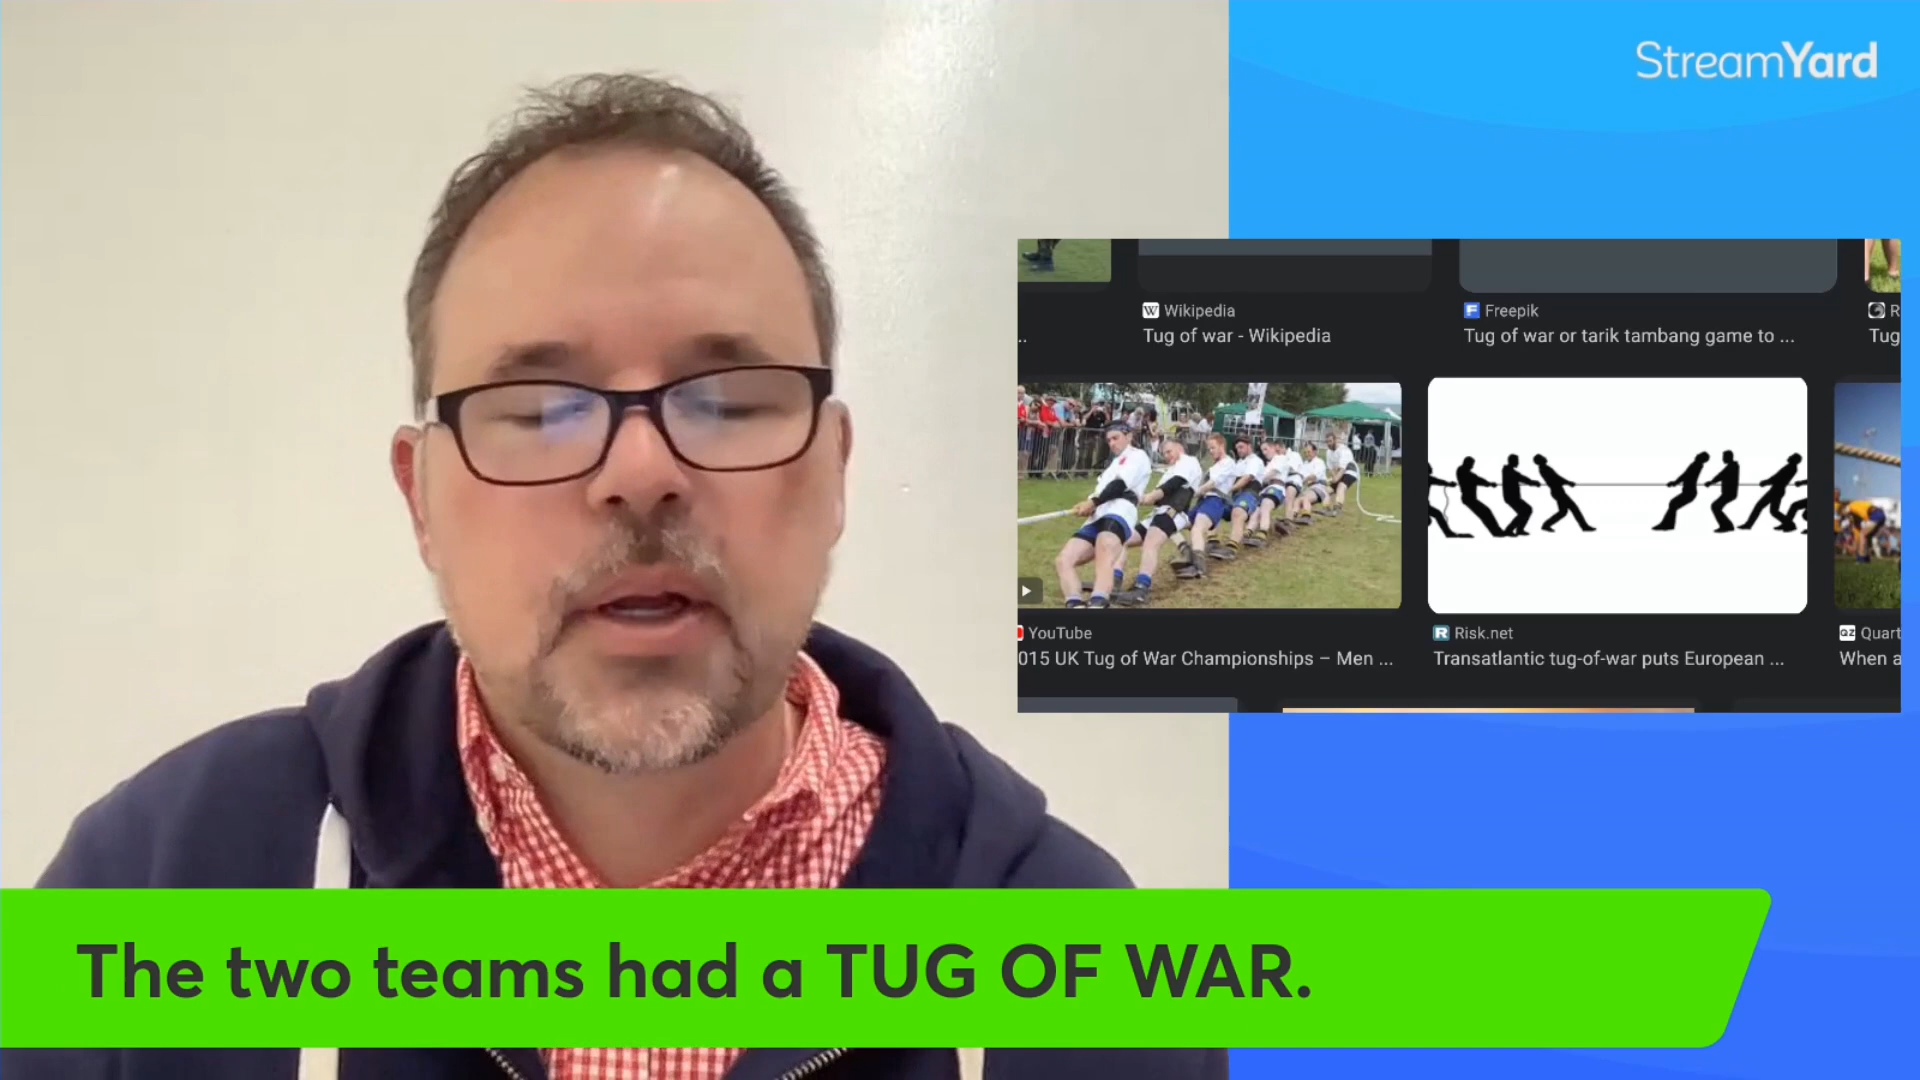 StreamYard
Wikipedia
Tug of war - Wikipedia
Freepik
Tug of war or tarik tambang game to ...
R
Tug
..
YouTube
015 UK Tug of War Championships – Men ...
R Risk.net
Transatlantic tug-of-war puts European ...
QZ Quart
When a
The two teams had a TUG OF WAR.